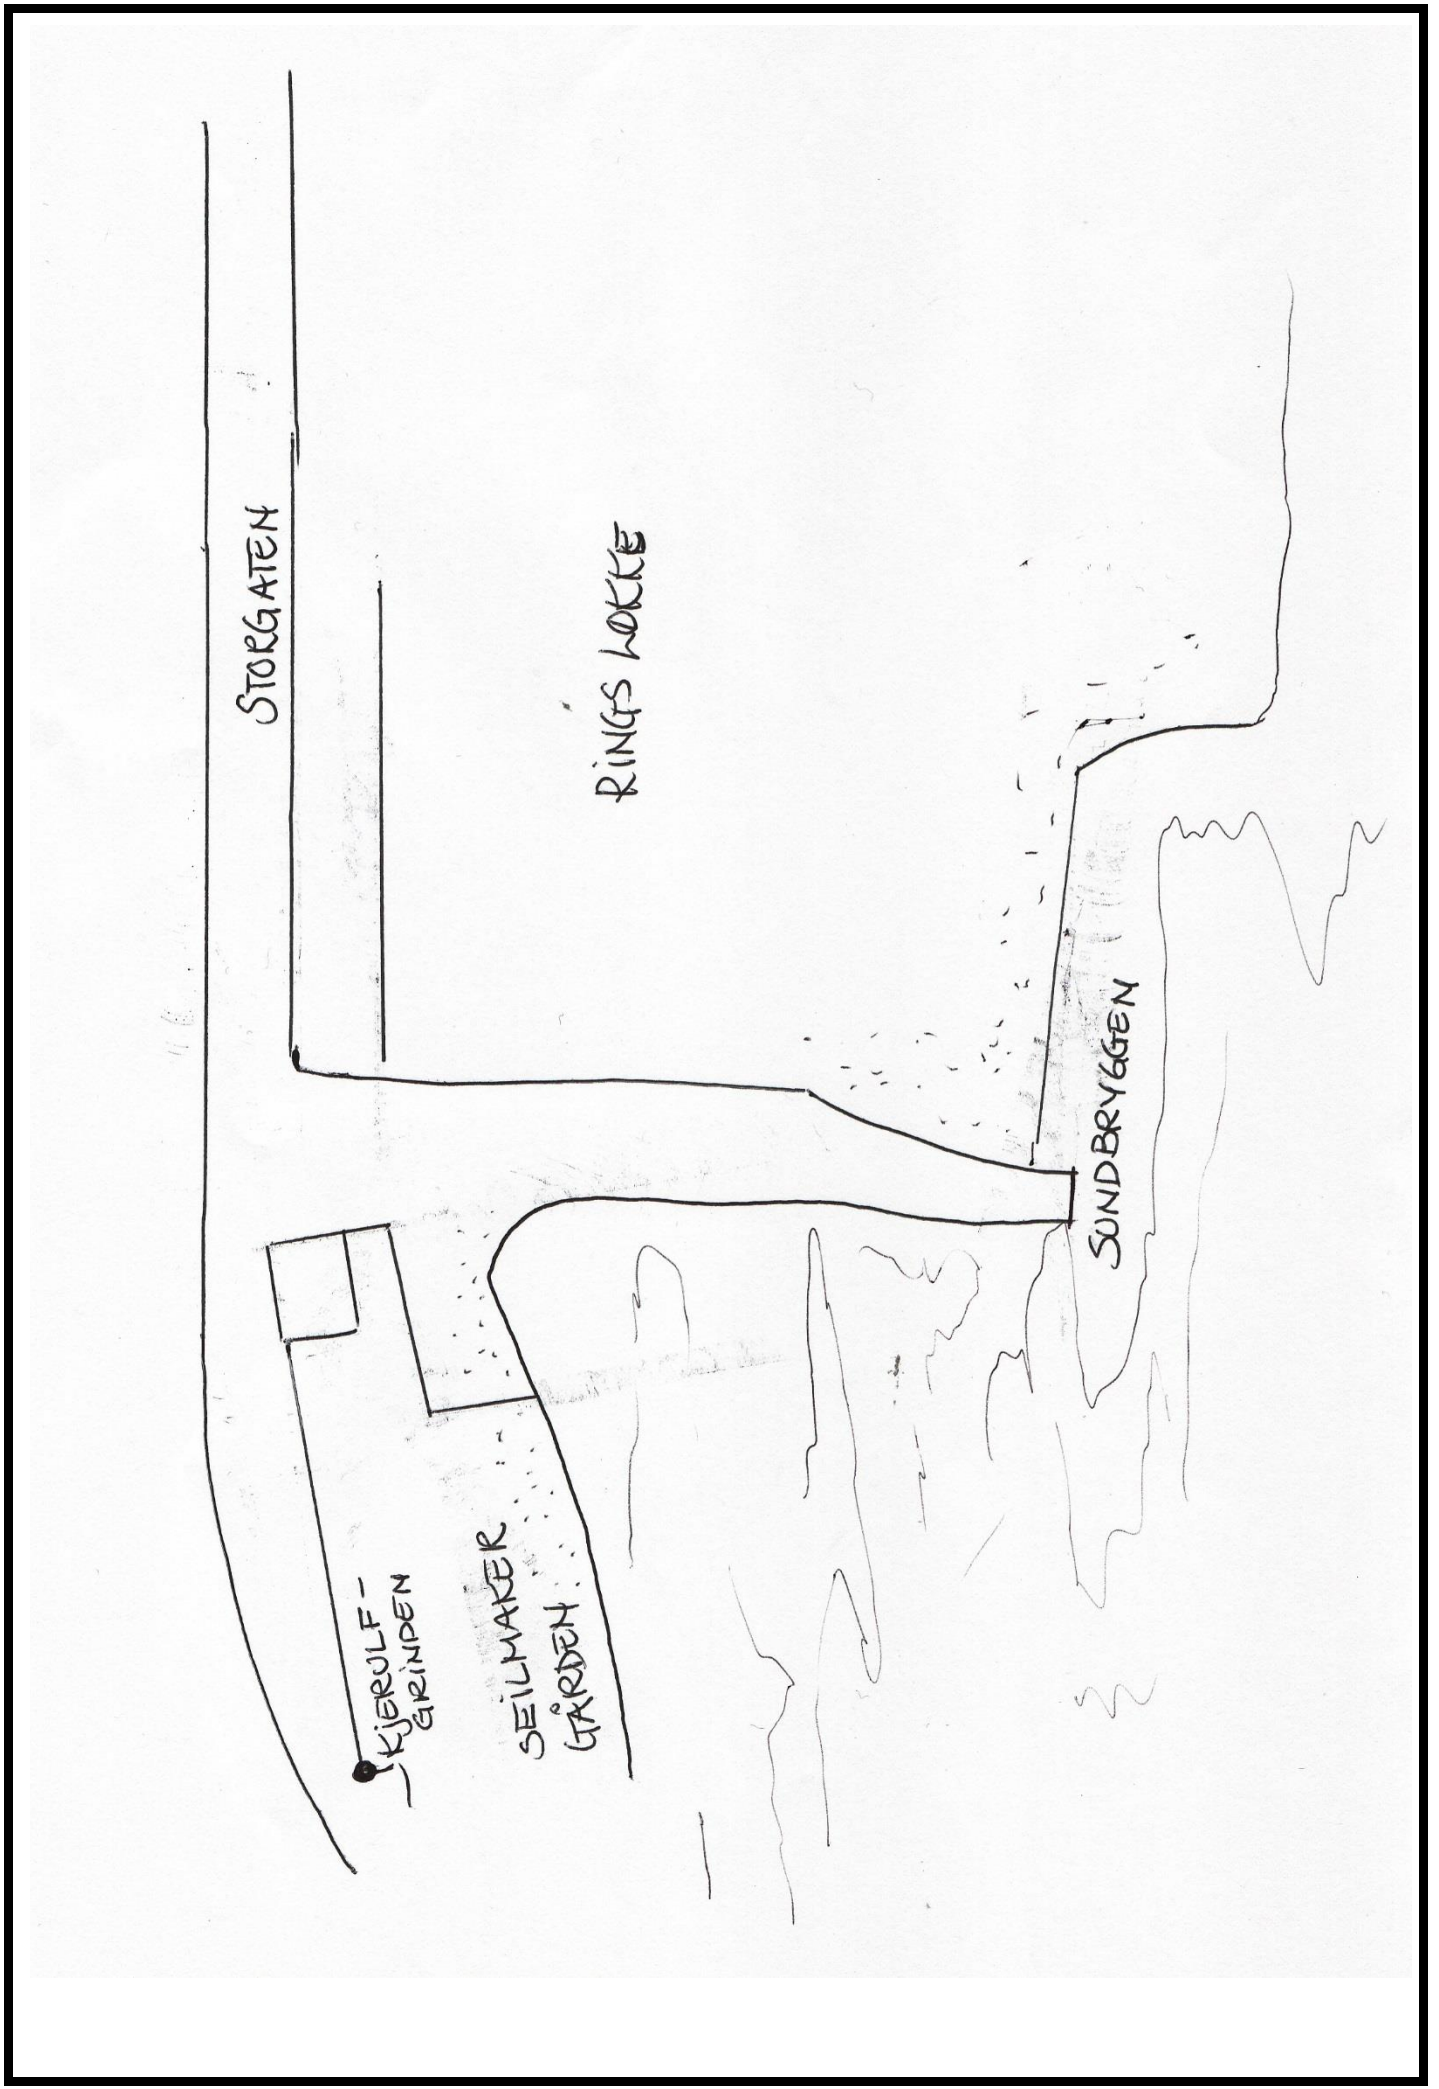 STORGATEN
RINGS LØKKE
KJERULF-
GRINDEN
SEILMAKER
GÅRDEN
SUNDBRYGGEN